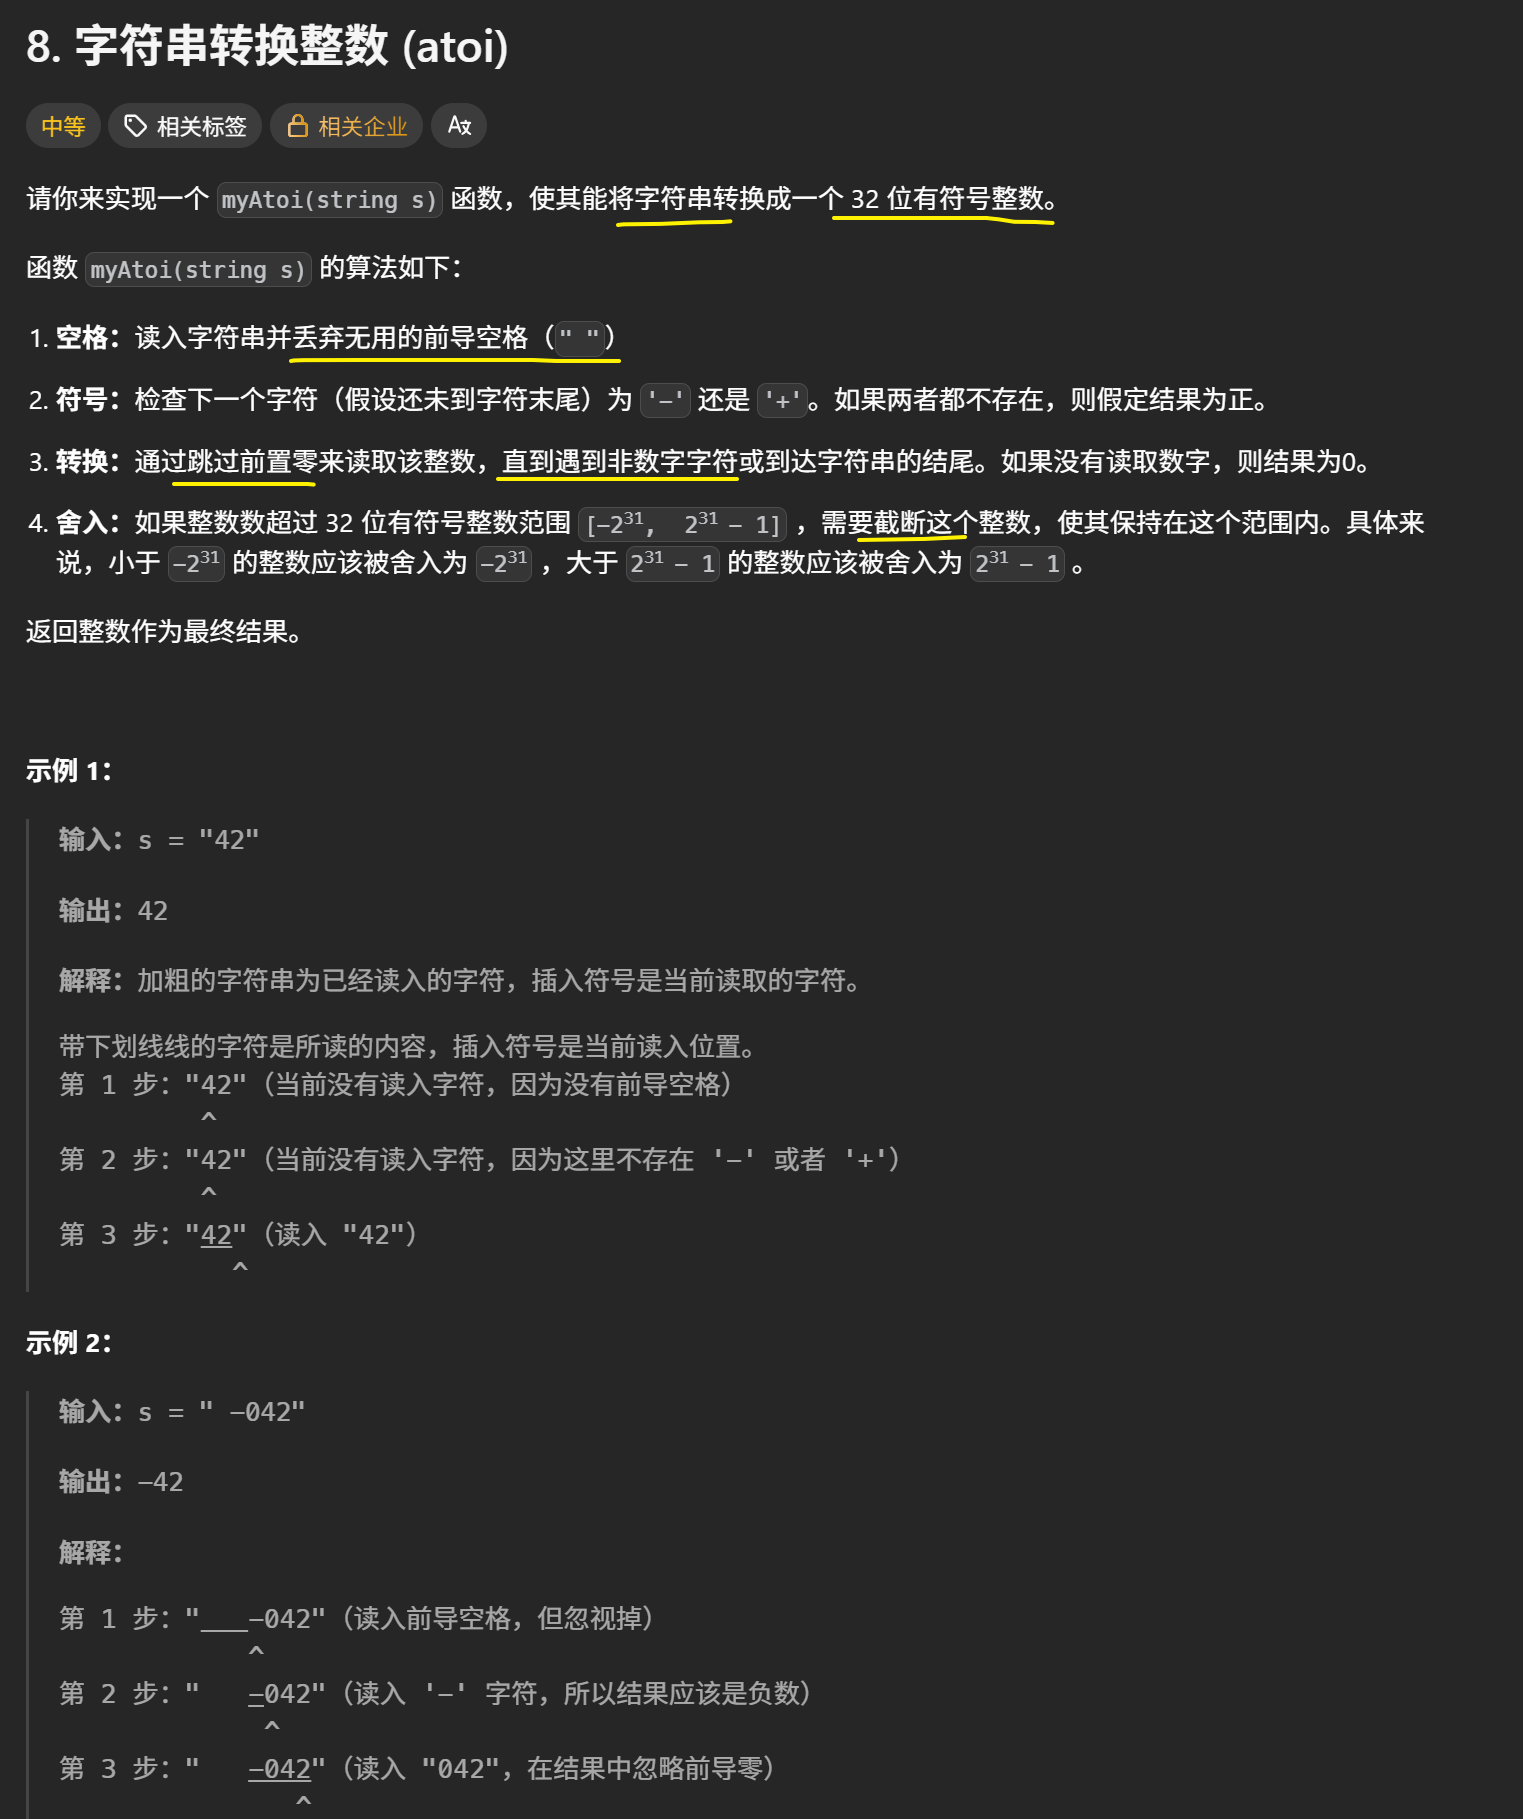 8. 字符串转换整数 (atoi)
中等 相关标签 相关企业
请你来实现一个 myAtoi(string s) 函数，使其能将字符串转换成一个 32 位有符号整数。
函数 myAtoi(string s) 的算法如下：
1. 空格：读入字符串并丢弃无用的前导空格（" "）
2. 符号：检查下一个字符（假设还未到字符末尾）为 '-' 还是 '+'。如果两者都不存在，则假定结果为正。
3. 转换：通过跳过前置零来读取该整数，直到遇到非数字字符或到达字符串的结尾。如果没有读取数字，则结果为0。
4. 舍入：如果整数数超过 32 位有符号整数范围 [−2³¹,  2³¹ − 1] ，需要截断这个整数，使其保持在这个范围内。具体来
说，小于 −2³¹ 的整数应该被舍入为 −2³¹ ，大于 2³¹ − 1 的整数应该被舍入为 2³¹ − 1 。
返回整数作为最终结果。
示例 1：
输入：s = "42"
输出：42
解释：加粗的字符串为已经读入的字符，插入符号是当前读取的字符。
带下划线线的字符是所读的内容，插入符号是当前读入位置。
第 1 步："42"（当前没有读入字符，因为没有前导空格）
^
第 2 步："42"（当前没有读入字符，因为这里不存在 '-' 或者 '+'）
^
第 3 步："42"（读入 "42"）
^
示例 2：
输入：s = " -042"
输出：-42
解释：
第 1 步："___-042"（读入前导空格，但忽视掉）
^
第 2 步："   -042"（读入 '-' 字符，所以结果应该是负数）
^
第 3 步："   -042"（读入 "042"，在结果中忽略前导零）
^